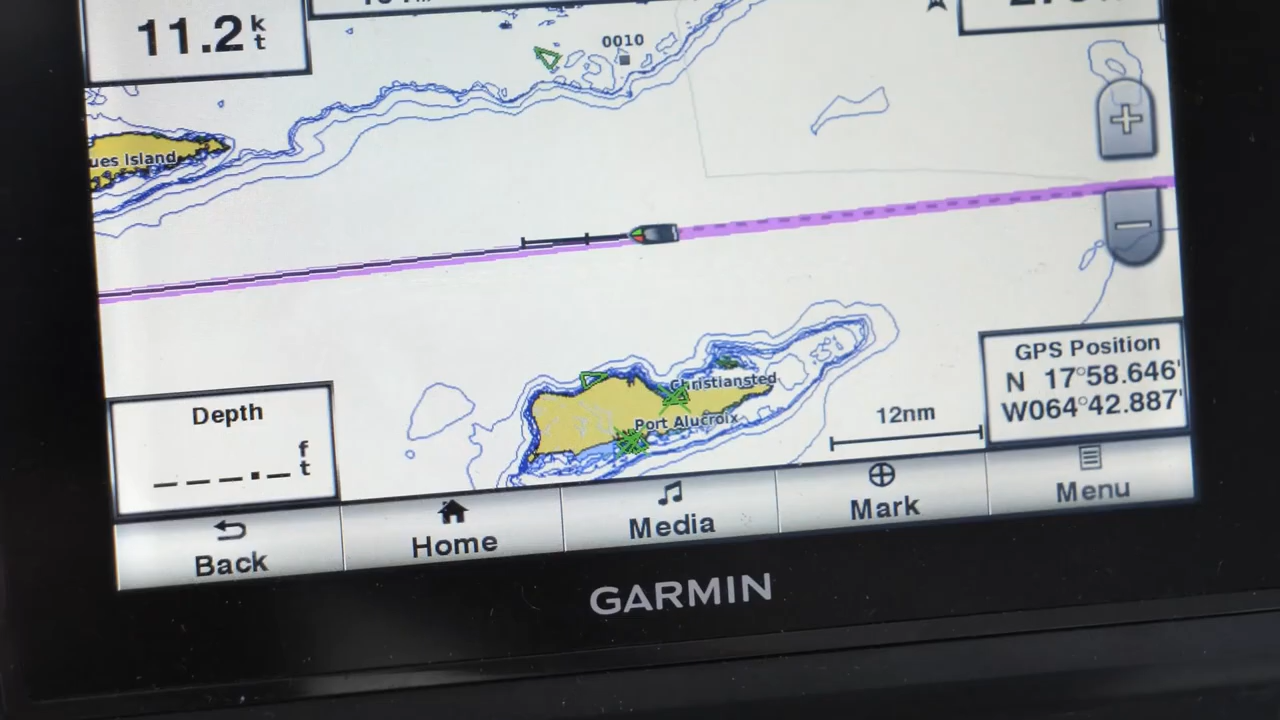 11.2 kt
0010
ues Island
Christiansted
Port Alucroix
12nm
GPS Position
N 17°58.646'
W064°42.887'
Depth
_ _ _ _._ ft
Back
Home
Media
Mark
Menu
GARMIN